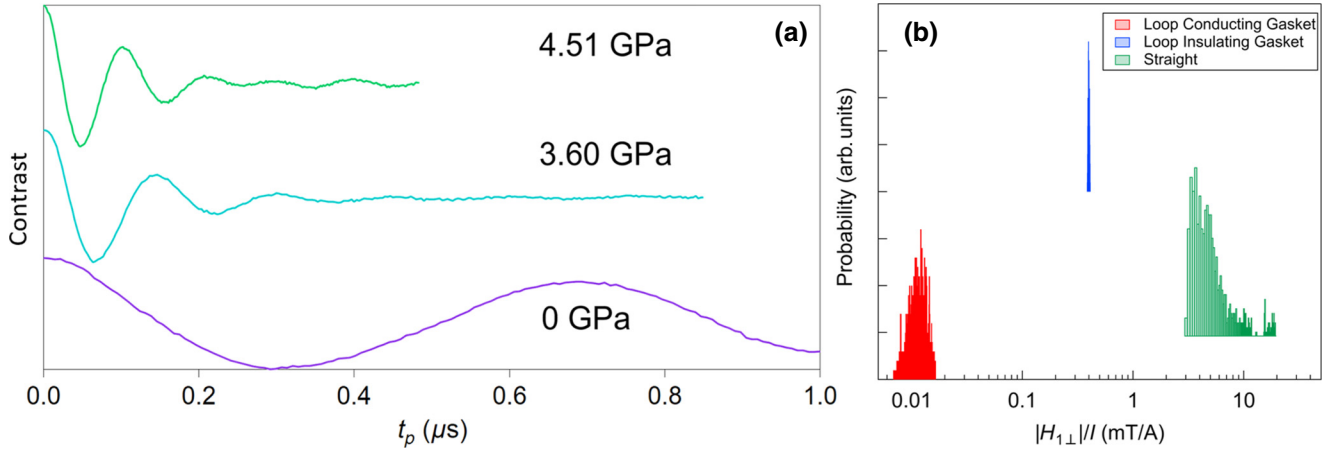 (a)
4.51 GPa
3.60 GPa
0 GPa
Contrast
0.0 0.2 0.4 0.6 0.8 1.0
tp (μs)
(b)
Loop Conducting Gasket
Loop Insulating Gasket
Straight
Probability (arb. units)
0.01 0.1 1 10
|H1⊥|/I (mT/A)